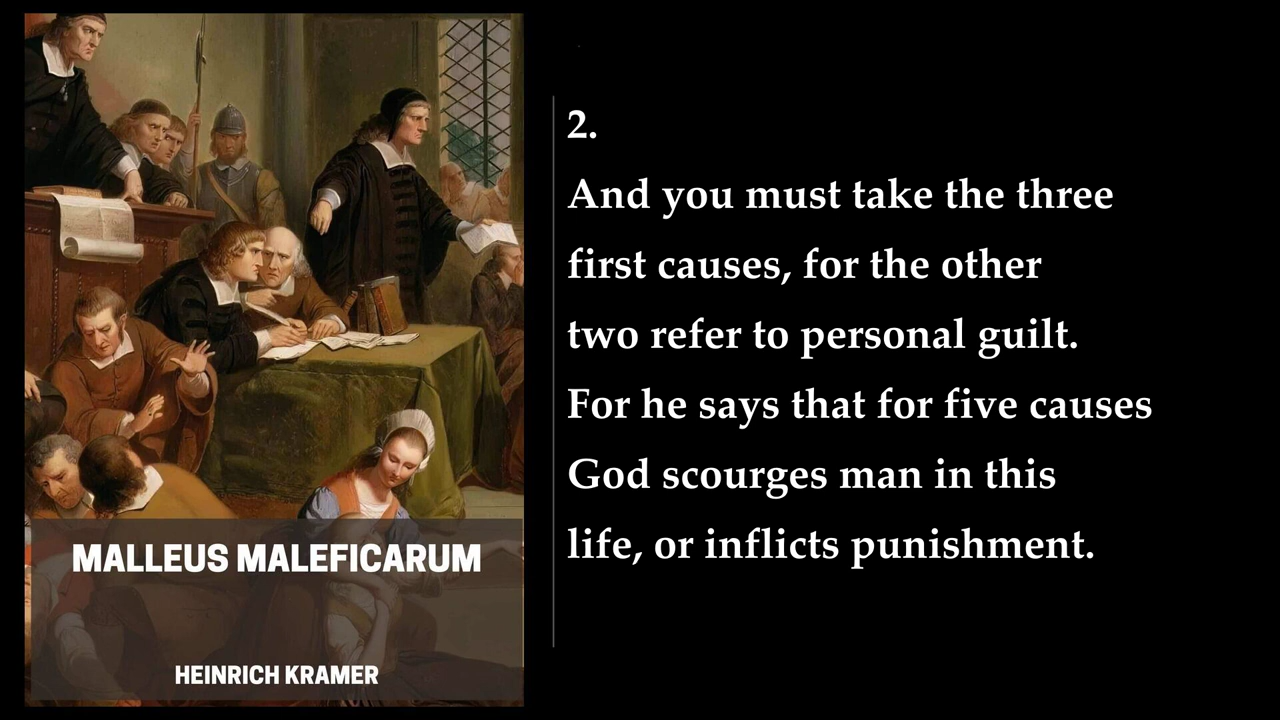 MALLEUS MALEFICARUM
HEINRICH KRAMER
2.
And you must take the three
first causes, for the other
two refer to personal guilt.
For he says that for five causes
God scourges man in this
life, or inflicts punishment.